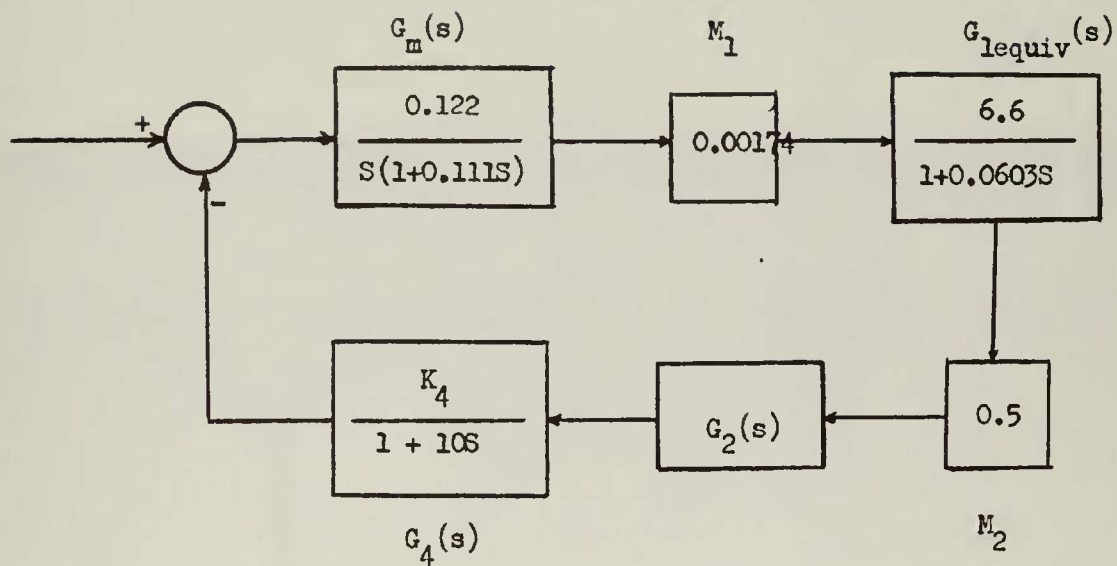 G_m(s)
M_1
G_1equiv(s)
+
-
0.122
S(1+0.111S)
0.00174
6.6
1+0.0603S
K_4
1 + 10S
G_2(s)
0.5
G_4(s)
M_2